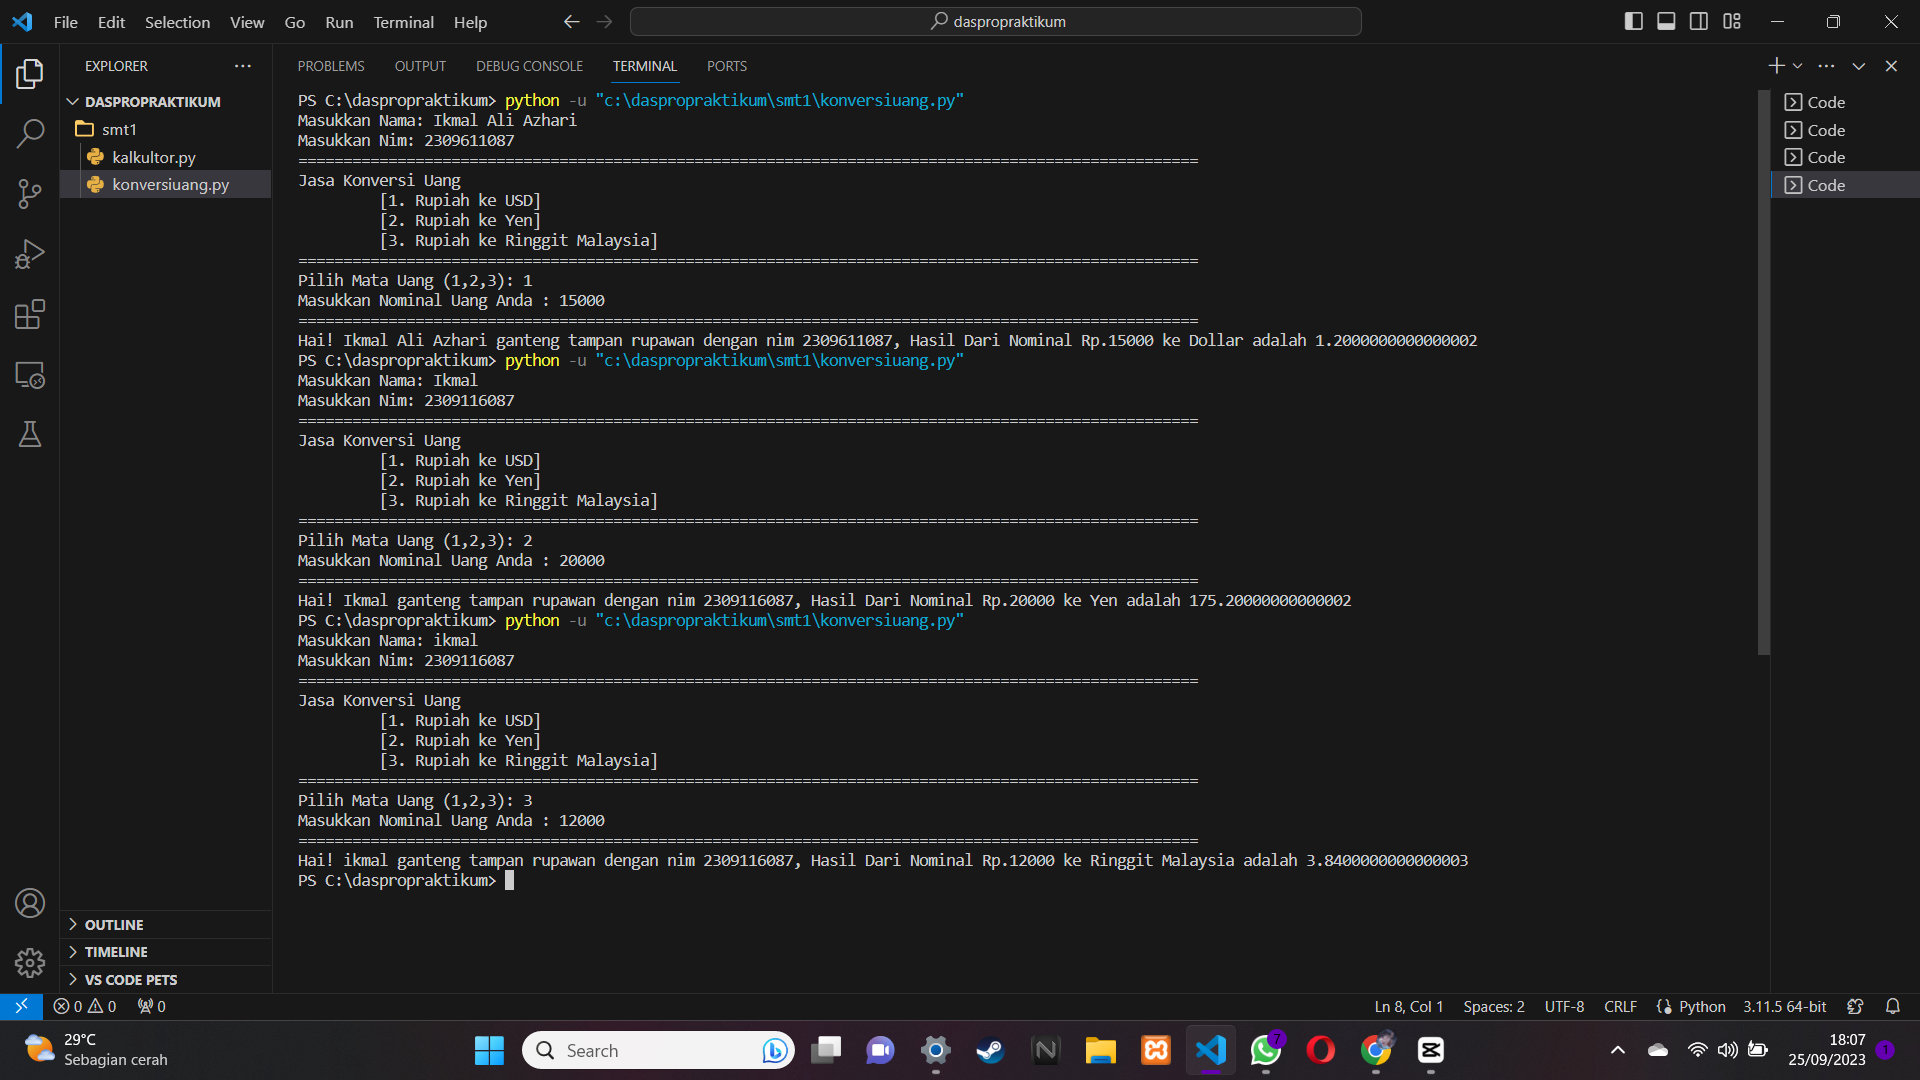 File Edit Selection View Go Run Terminal Help
daspropraktikum
EXPLORER
DASPROPRAKTIKUM
smt1
kalkultor.py
konversiuang.py
PROBLEMS OUTPUT DEBUG CONSOLE TERMINAL PORTS
PS C:\daspropraktikum> python -u "c:\daspropraktikum\smt1\konversiuang.py"
Masukkan Nama: Ikmal Ali Azhari
Masukkan Nim: 2309611087
====================================================================================================
Jasa Konversi Uang
[1. Rupiah ke USD]
[2. Rupiah ke Yen]
[3. Rupiah ke Ringgit Malaysia]
====================================================================================================
Pilih Mata Uang (1,2,3): 1
Masukkan Nominal Uang Anda : 15000
====================================================================================================
Hai! Ikmal Ali Azhari ganteng tampan rupawan dengan nim 2309611087, Hasil Dari Nominal Rp.15000 ke Dollar adalah 1.2000000000000002
PS C:\daspropraktikum> python -u "c:\daspropraktikum\smt1\konversiuang.py"
Masukkan Nama: Ikmal
Masukkan Nim: 2309116087
====================================================================================================
Jasa Konversi Uang
[1. Rupiah ke USD]
[2. Rupiah ke Yen]
[3. Rupiah ke Ringgit Malaysia]
====================================================================================================
Pilih Mata Uang (1,2,3): 2
Masukkan Nominal Uang Anda : 20000
====================================================================================================
Hai! Ikmal ganteng tampan rupawan dengan nim 2309116087, Hasil Dari Nominal Rp.20000 ke Yen adalah 175.20000000000002
PS C:\daspropraktikum> python -u "c:\daspropraktikum\smt1\konversiuang.py"
Masukkan Nama: ikmal
Masukkan Nim: 2309116087
====================================================================================================
Jasa Konversi Uang
[1. Rupiah ke USD]
[2. Rupiah ke Yen]
[3. Rupiah ke Ringgit Malaysia]
====================================================================================================
Pilih Mata Uang (1,2,3): 3
Masukkan Nominal Uang Anda : 12000
====================================================================================================
Hai! ikmal ganteng tampan rupawan dengan nim 2309116087, Hasil Dari Nominal Rp.12000 ke Ringgit Malaysia adalah 3.8400000000000003
PS C:\daspropraktikum>
Code
Code
Code
Code
OUTLINE
TIMELINE
VS CODE PETS
0 0 0
Ln 8, Col 1 Spaces: 2 UTF-8 CRLF Python 3.11.5 64-bit
29°C
Sebagian cerah
Search
7
18:07
25/09/2023
1